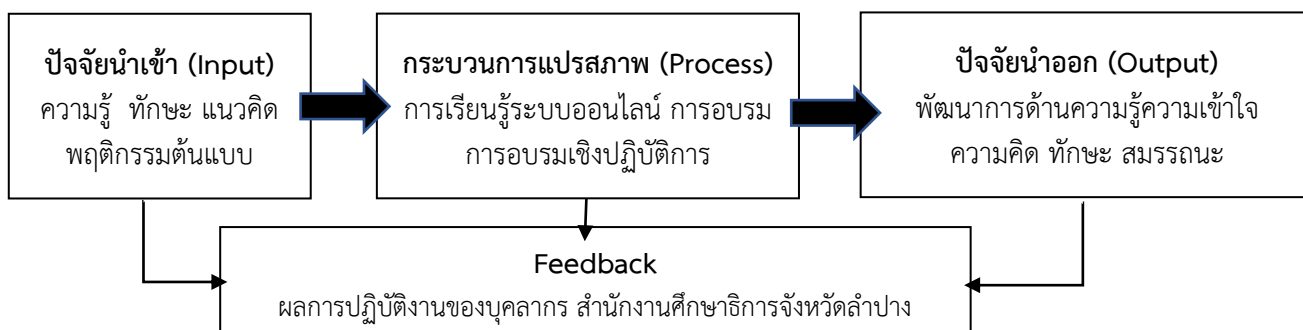 ปัจจัยนำเข้า (Input)
ความรู้ ทักษะ แนวคิด
พฤติกรรมต้นแบบ
กระบวนการแปรสภาพ (Process)
การเรียนรู้ระบบออนไลน์ การอบรม
การอบรมเชิงปฏิบัติการ
ปัจจัยนำออก (Output)
พัฒนาการด้านความรู้ความเข้าใจ
ความคิด ทักษะ สมรรถนะ
Feedback
ผลการปฏิบัติงานของบุคลากร สำนักงานศึกษาธิการจังหวัดลำปาง